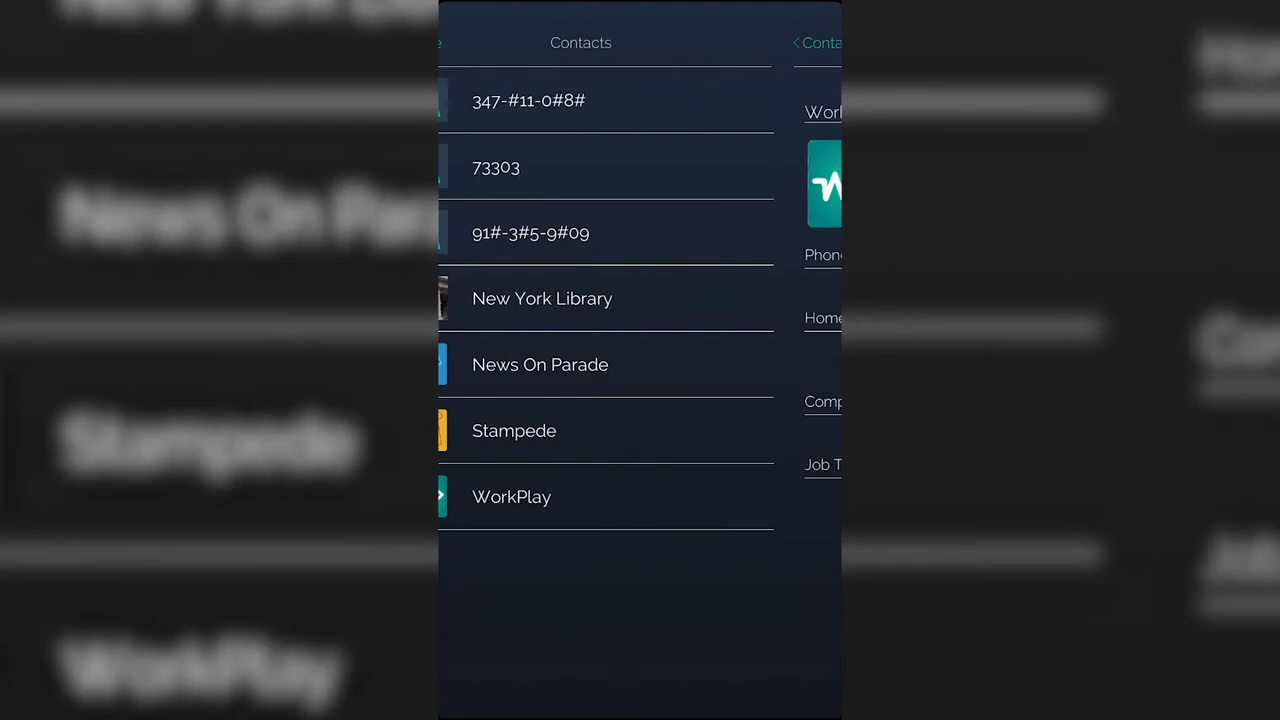 Contacts
347-#11-0#8#
73303
91#-3#5-9#09
New York Library
News On Parade
Stampede
WorkPlay